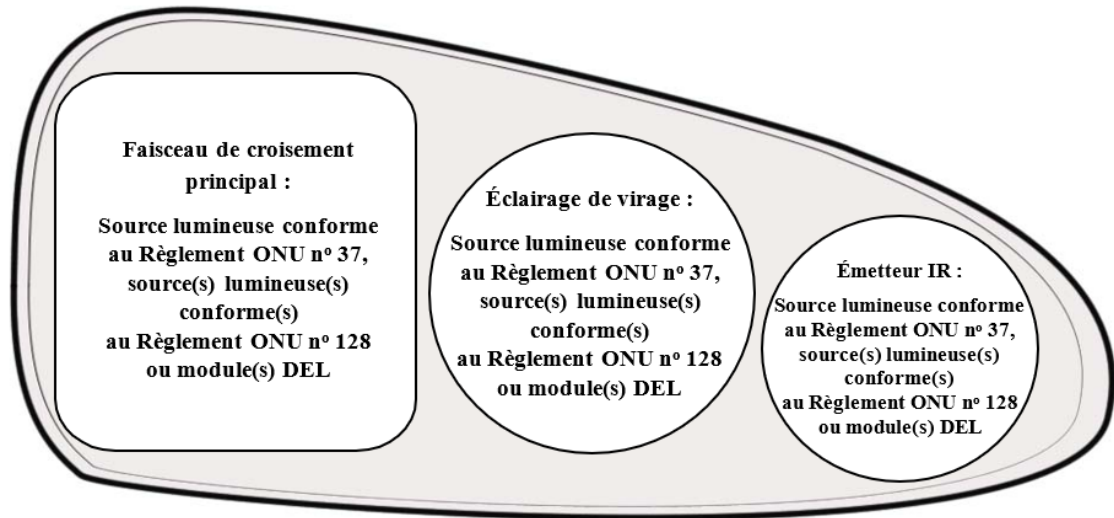 Faisceau de croisement
principal :
Source lumineuse conforme
au Règlement ONU nº 37,
source(s) lumineuse(s)
conforme(s)
au Règlement ONU nº 128
ou module(s) DEL
Éclairage de virage :
Source lumineuse conforme
au Règlement ONU nº 37,
source(s) lumineuse(s)
conforme(s)
au Règlement ONU nº 128
ou module(s) DEL
Émetteur IR :
Source lumineuse conforme
au Règlement ONU nº 37,
source(s) lumineuse(s)
conforme(s)
au Règlement ONU nº 128
ou module(s) DEL